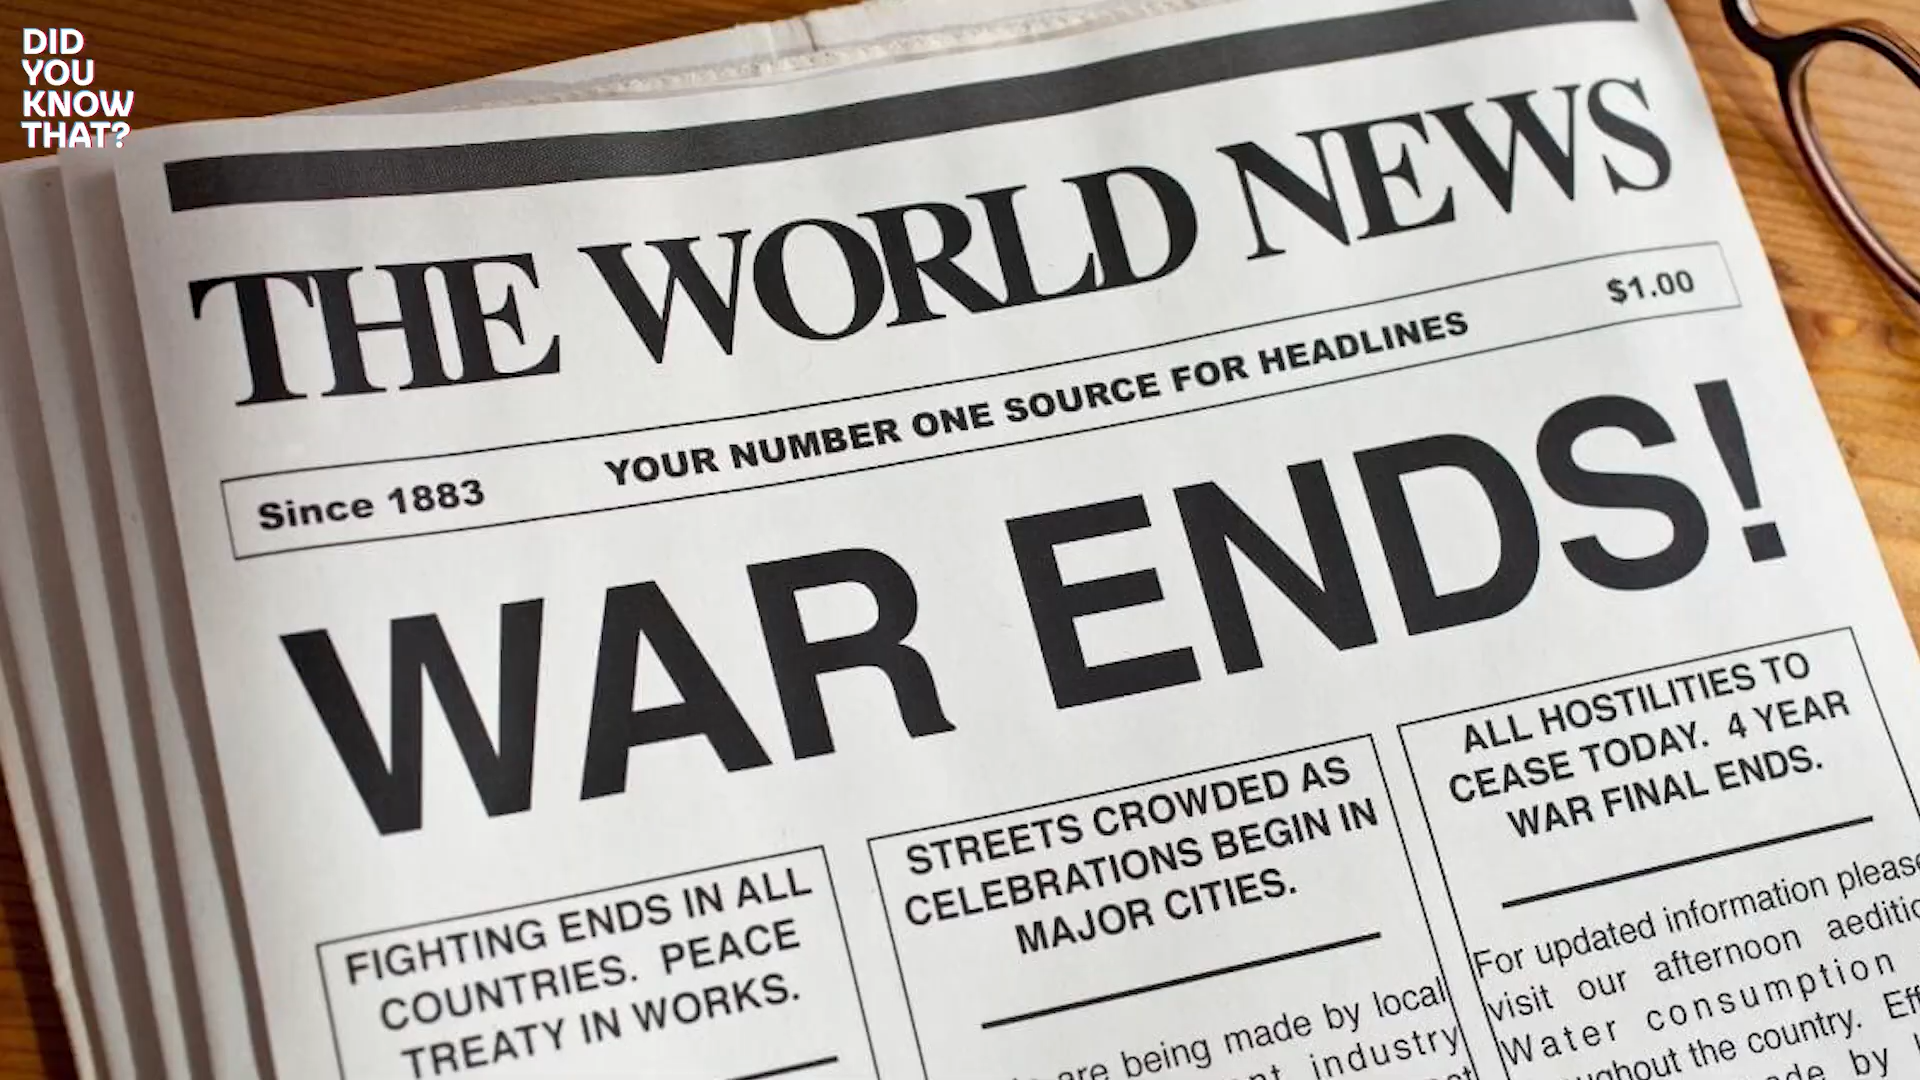 DID
YOU
KNOW
THAT?
THE WORLD NEWS
Since 1883 YOUR NUMBER ONE SOURCE FOR HEADLINES $1.00
WAR ENDS!
FIGHTING ENDS IN ALL
COUNTRIES. PEACE
TREATY IN WORKS.
STREETS CROWDED AS
CELEBRATIONS BEGIN IN
MAJOR CITIES.
are being made by local
industry
ALL HOSTILITIES TO
CEASE TODAY. 4 YEAR
WAR FINAL ENDS.
For updated information please
visit our afternoon
Water consumption
the country.
by